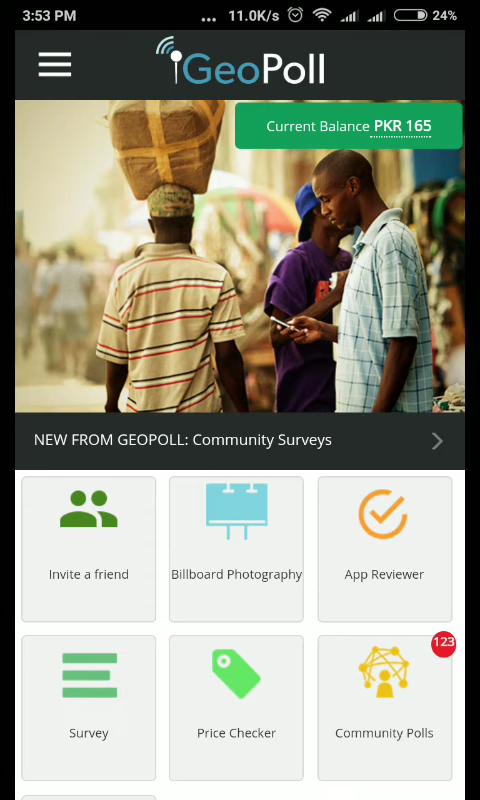 3:53 PM
... 11.0K/s 24%
GeoPoll
Current Balance PKR 165
NEW FROM GEOPOLL: Community Surveys
Invite a friend
Billboard Photography
App Reviewer
123
Survey
Price Checker
Community Polls